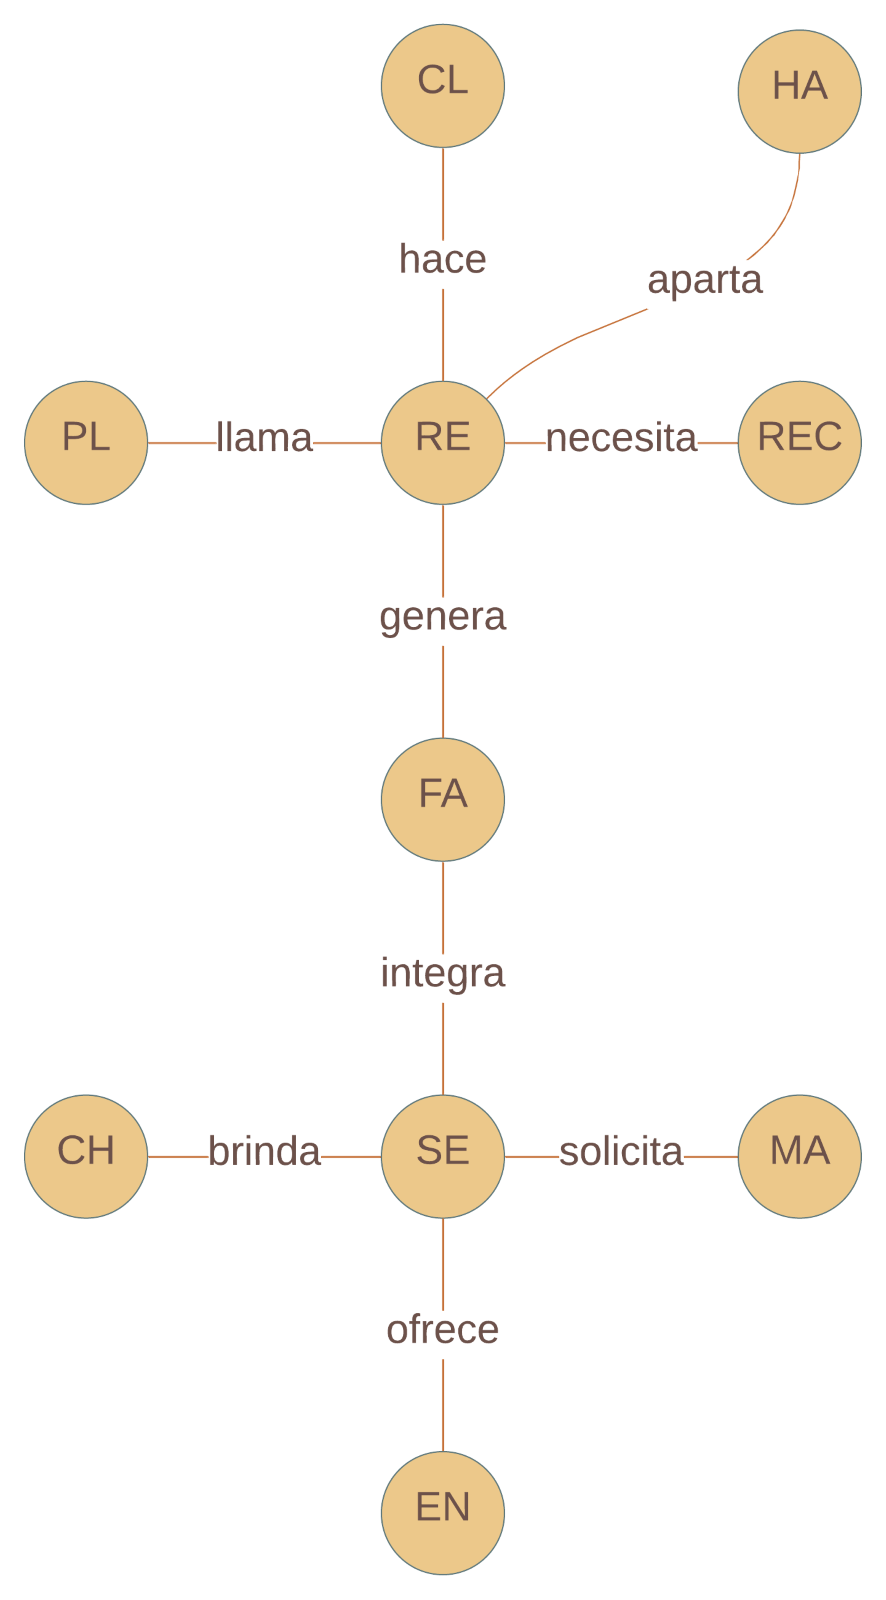 CL
HA
hace
aparta
PL
llama
RE
necesita
REC
genera
FA
integra
CH
brinda
SE
solicita
MA
ofrece
EN